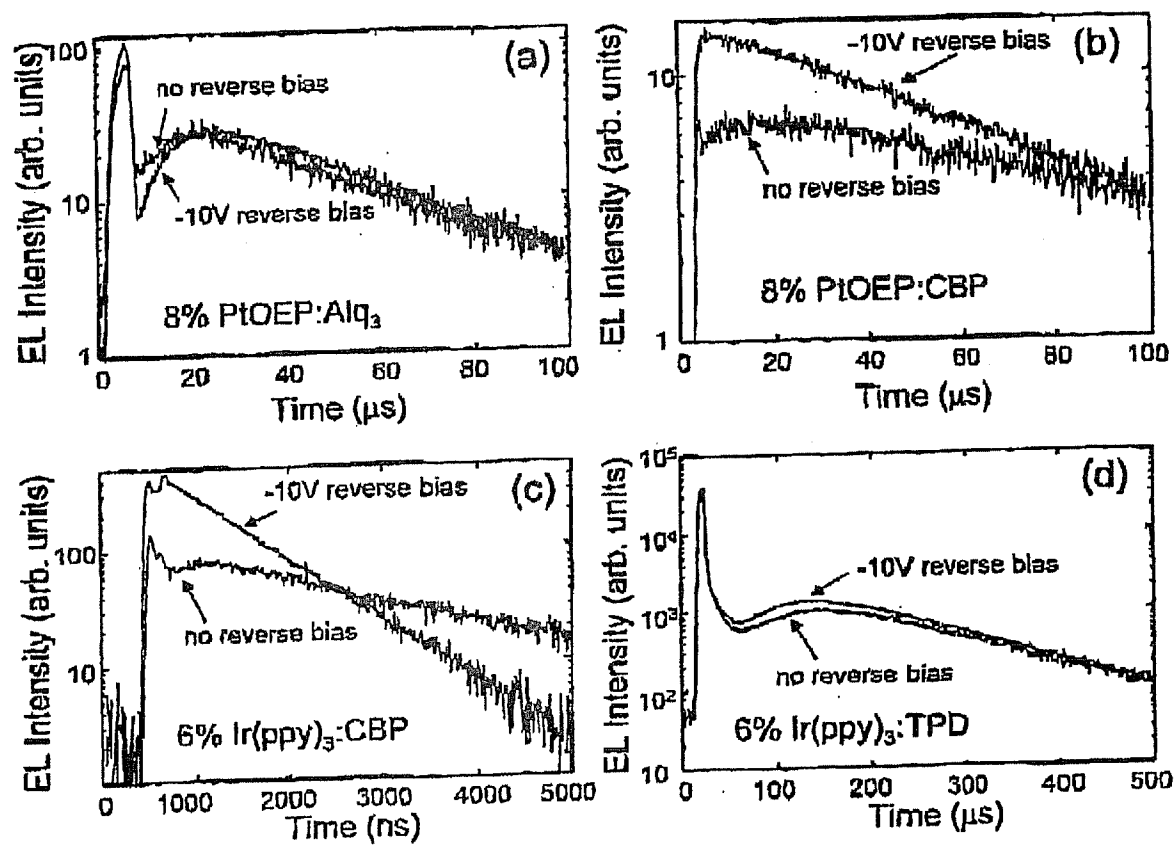 (a)
100
10
1
EL Intensity (arb. units)
no reverse bias
-10V reverse bias
8% PtOEP:Alq₃
0 20 40 60 80 100
Time (μs)
(b)
10
1
EL Intensity (arb. units)
-10V reverse bias
no reverse bias
8% PtOEP:CBP
0 20 40 60 80 100
Time (μs)
(c)
100
10
EL Intensity (arb. units)
-10V reverse bias
no reverse bias
6% Ir(ppy)₃:CBP
0 1000 2000 3000 4000 5000
Time (ns)
(d)
10⁵
10⁴
10³
10²
10
EL Intensity (arb. units)
-10V reverse bias
no reverse bias
6% Ir(ppy)₃:TPD
0 100 200 300 400 500
Time (μs)